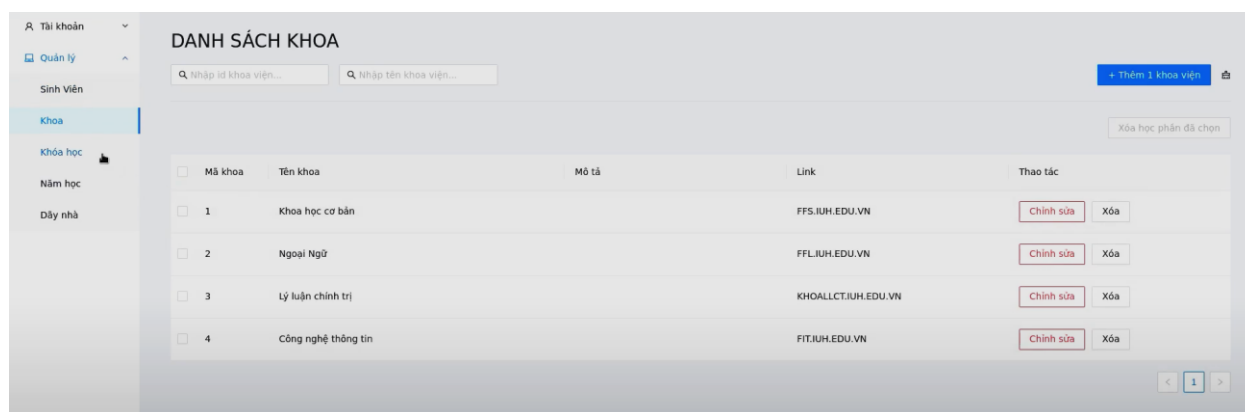 Tài khoản
Quản lý
Sinh Viên
Khoa
Khóa học
Năm học
Dãy nhà
DANH SÁCH KHOA
Nhập id khoa viện... Nhập tên khoa viện...
+ Thêm 1 khoa viện
Xóa học phần đã chọn
Mã khoa Tên khoa Mô tả Link Thao tác
1 Khoa học cơ bản FFS.IUH.EDU.VN Chỉnh sửa Xóa
2 Ngoại Ngữ FFL.IUH.EDU.VN Chỉnh sửa Xóa
3 Lý luận chính trị KHOALLCT.IUH.EDU.VN Chỉnh sửa Xóa
4 Công nghệ thông tin FIT.IUH.EDU.VN Chỉnh sửa Xóa
< 1 >